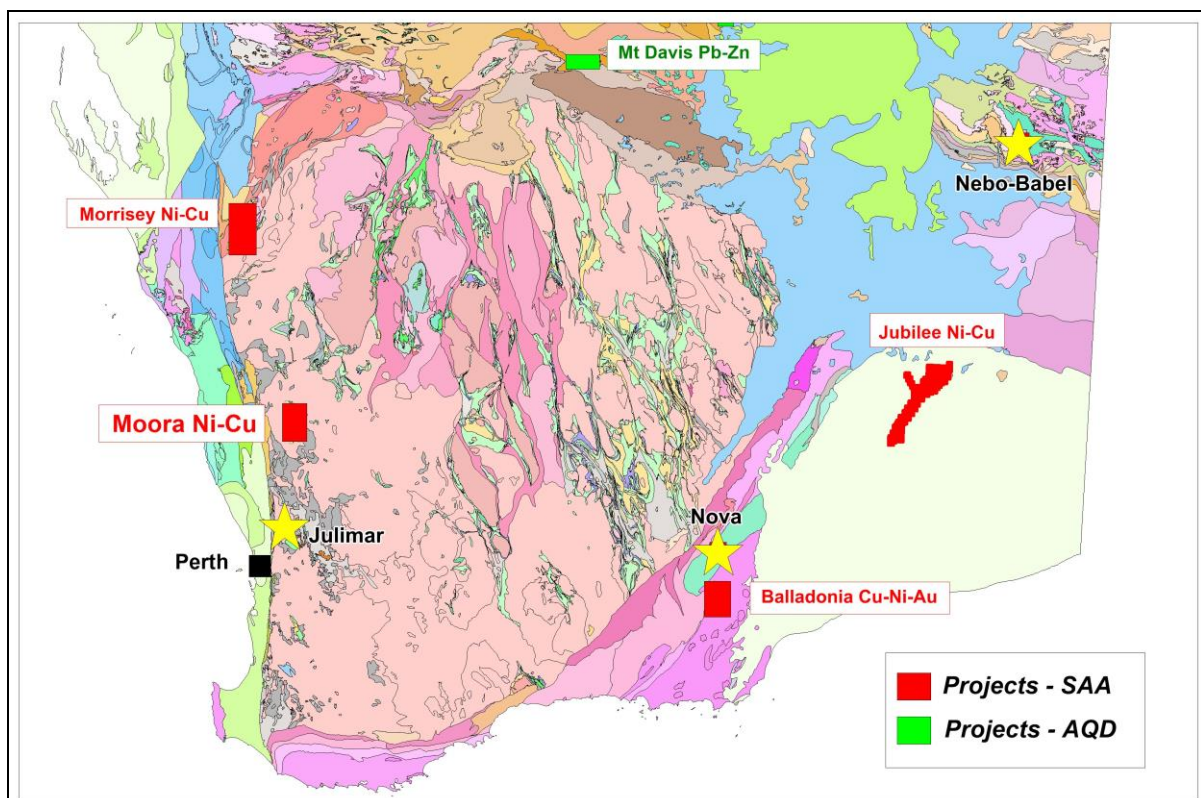 Mt Davis Pb-Zn
Nebo-Babel
Morrisey Ni-Cu
Jubilee Ni-Cu
Moora Ni-Cu
Nova
Julimar
Perth
Balladonia Cu-Ni-Au
Projects - SAA
Projects - AQD